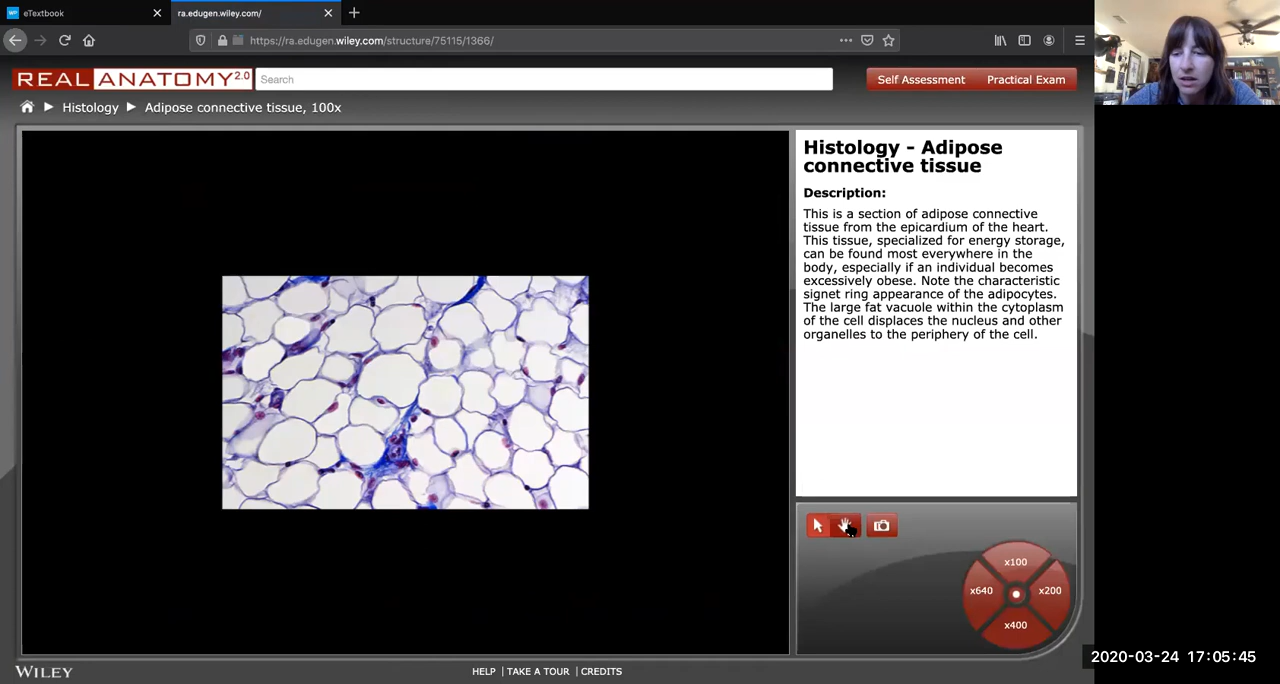 eTextbook
ra.edugen.wiley.com/
https://ra.edugen.wiley.com/structure/75115/1366/
REAL ANATOMY 2.0
Search
Self Assessment Practical Exam
Histology Adipose connective tissue, 100x
Histology - Adipose
connective tissue
Description:
This is a section of adipose connective
tissue from the epicardium of the heart.
This tissue, specialized for energy storage,
can be found most everywhere in the
body, especially if an individual becomes
excessively obese. Note the characteristic
signet ring appearance of the adipocytes.
The large fat vacuole within the cytoplasm
of the cell displaces the nucleus and other
organelles to the periphery of the cell.
x100
x640
x200
x400
WILEY
HELP | TAKE A TOUR | CREDITS
2020-03-24 17:05:45